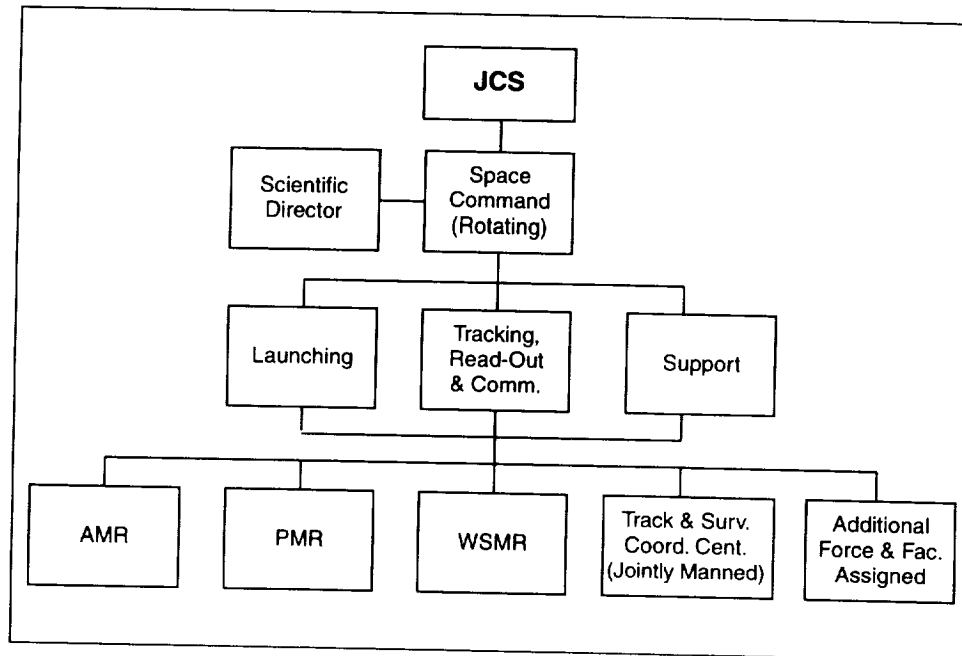 JCS
Scientific
Director
Space
Command
(Rotating)
Launching
Tracking,
Read-Out
& Comm.
Support
AMR
PMR
WSMR
Track & Surv.
Coord. Cent.
(Jointly Manned)
Additional
Force & Fac.
Assigned